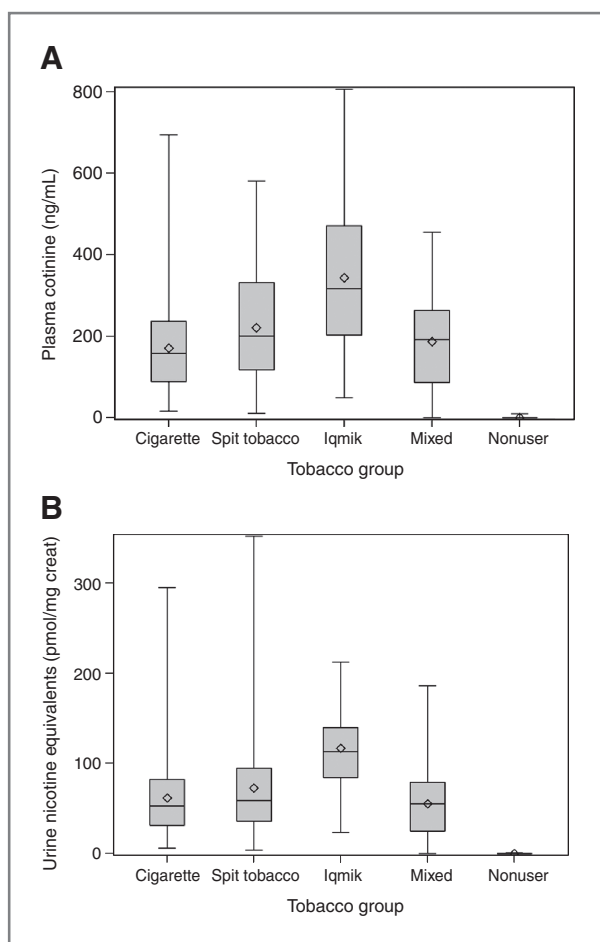 A
Plasma cotinine (ng/mL)
800
600
400
200
0
Cigarette Spit tobacco Iqmik Mixed Nonuser
Tobacco group
B
Urine nicotine equivalents (pmol/mg creat)
300
200
100
0
Cigarette Spit tobacco Iqmik Mixed Nonuser
Tobacco group